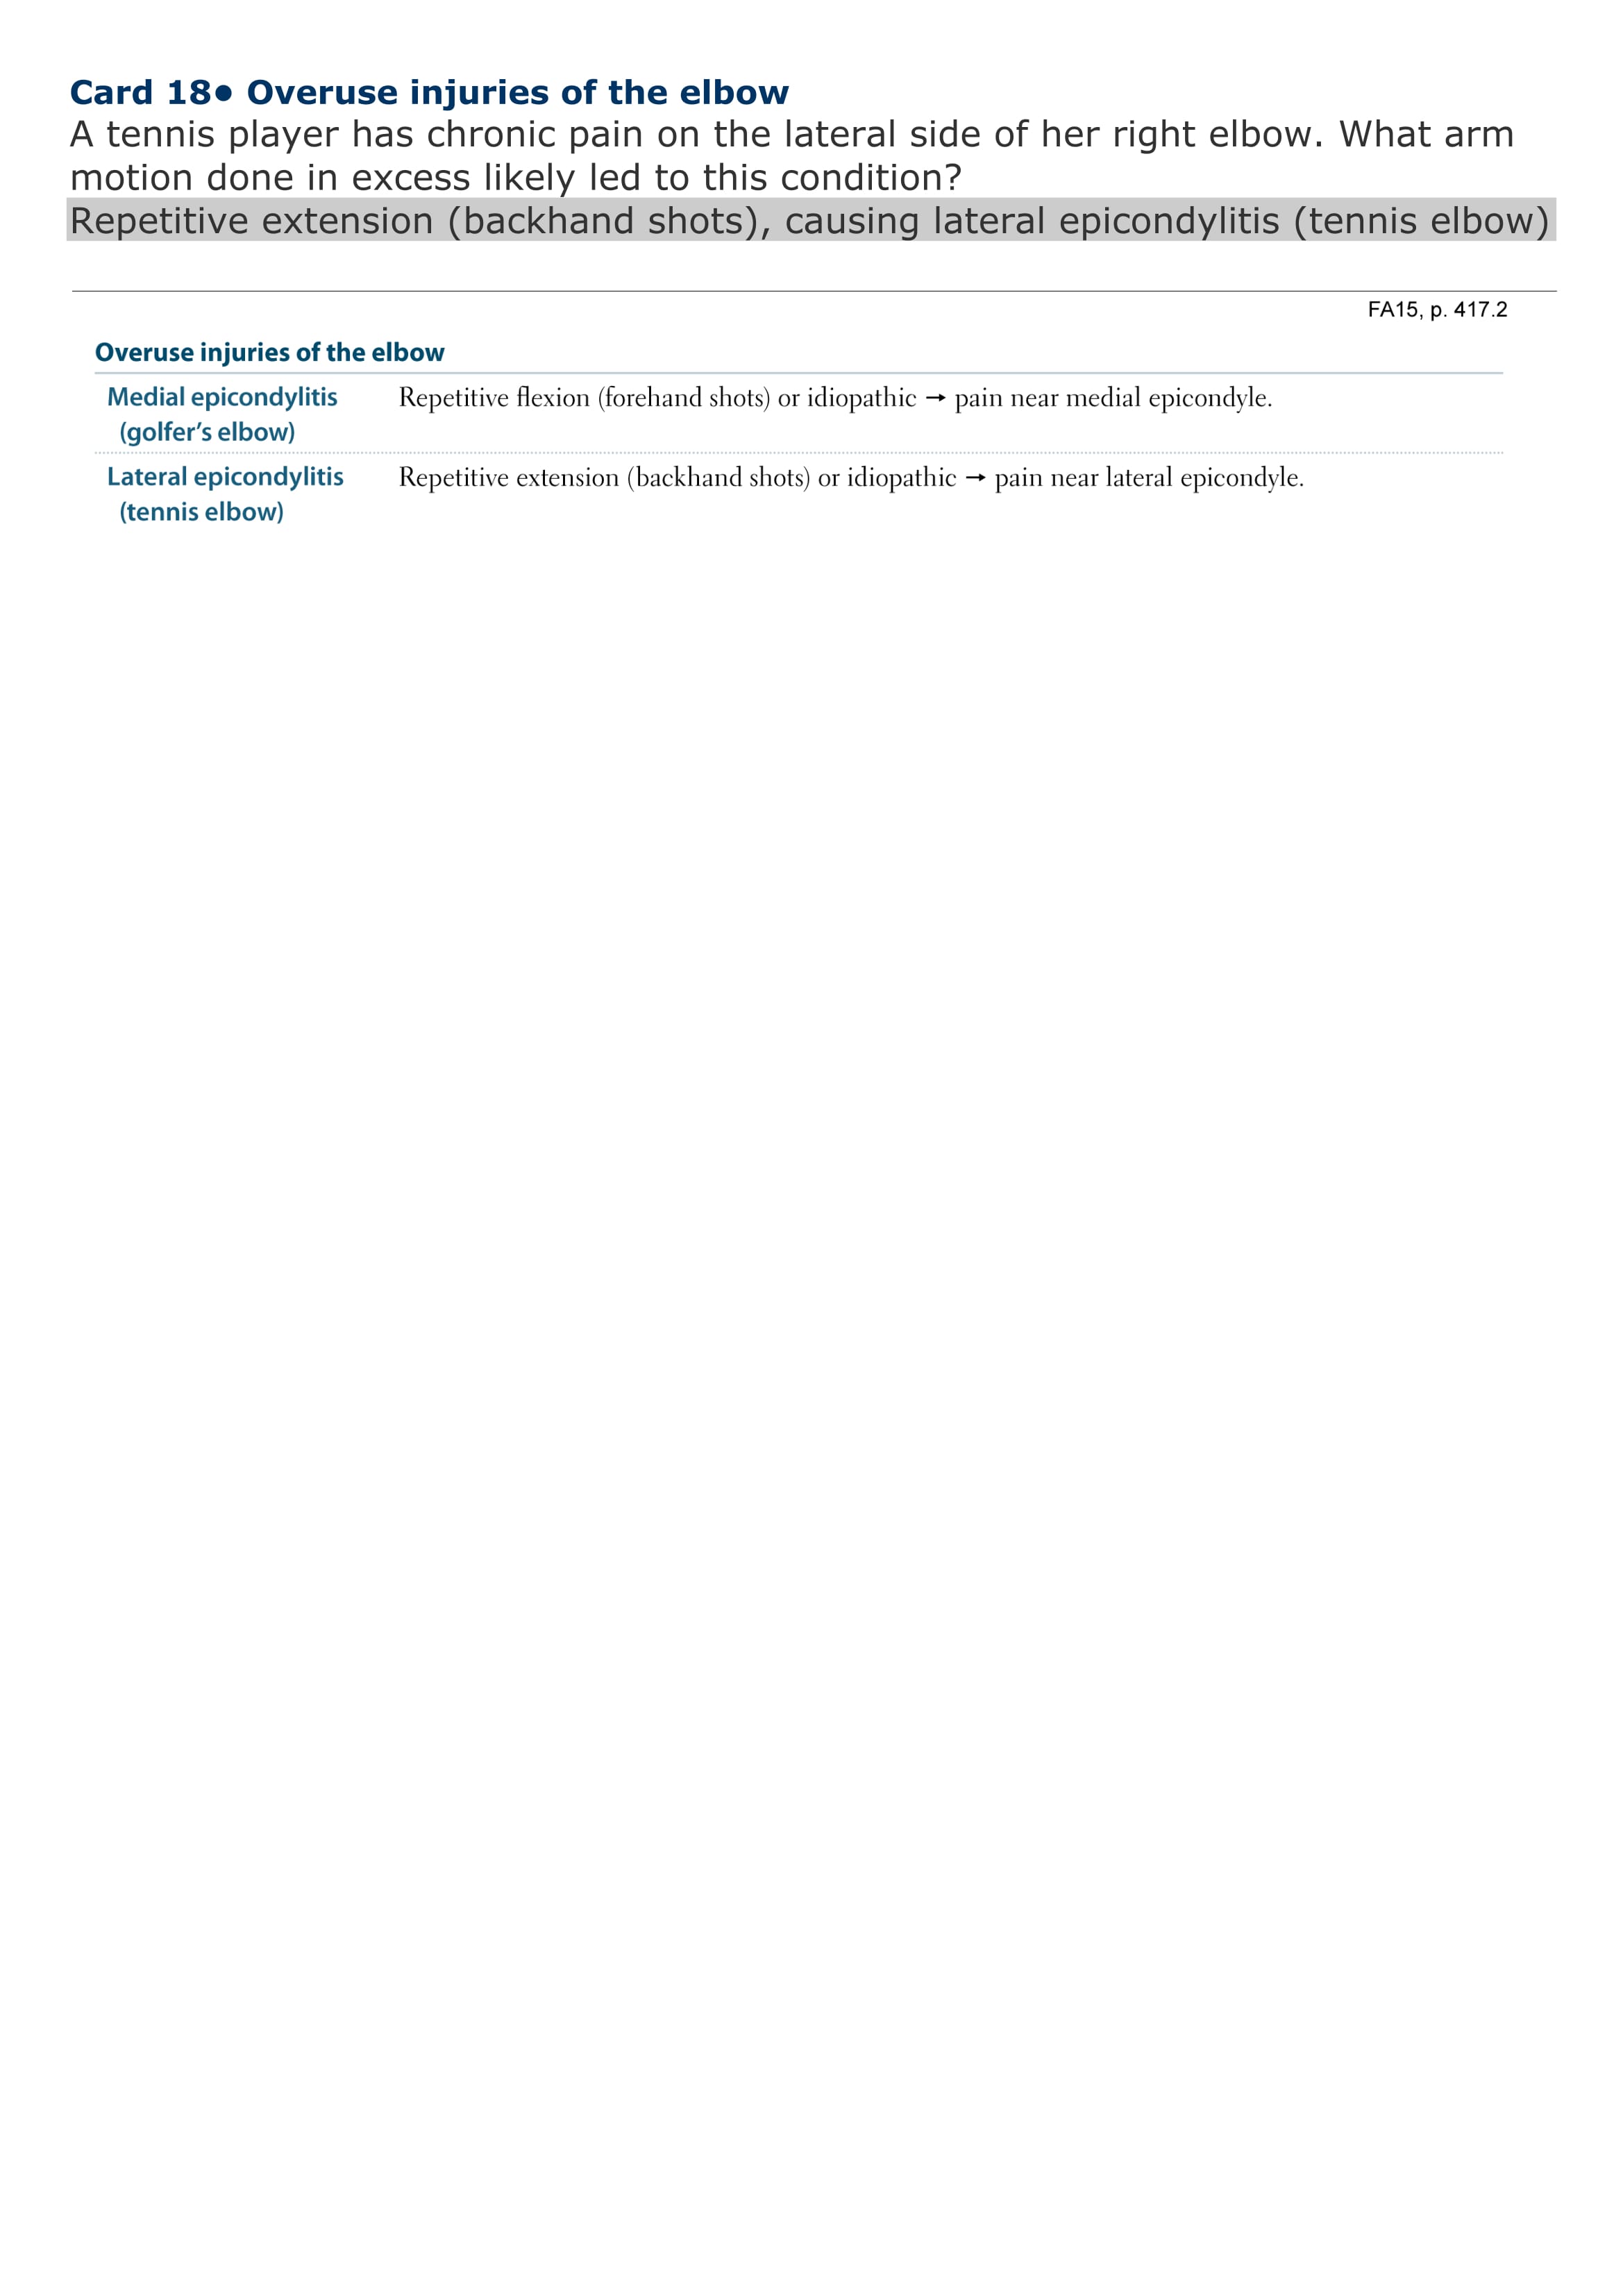 Card 18● Overuse injuries of the elbow
A tennis player has chronic pain on the lateral side of her right elbow. What arm
motion done in excess likely led to this condition?
Repetitive extension (backhand shots), causing lateral epicondylitis (tennis elbow)
FA15, p. 417.2
Overuse injuries of the elbow
Medial epicondylitis Repetitive flexion (forehand shots) or idiopathic → pain near medial epicondyle.
(golfer’s elbow)
Lateral epicondylitis Repetitive extension (backhand shots) or idiopathic → pain near lateral epicondyle.
(tennis elbow)